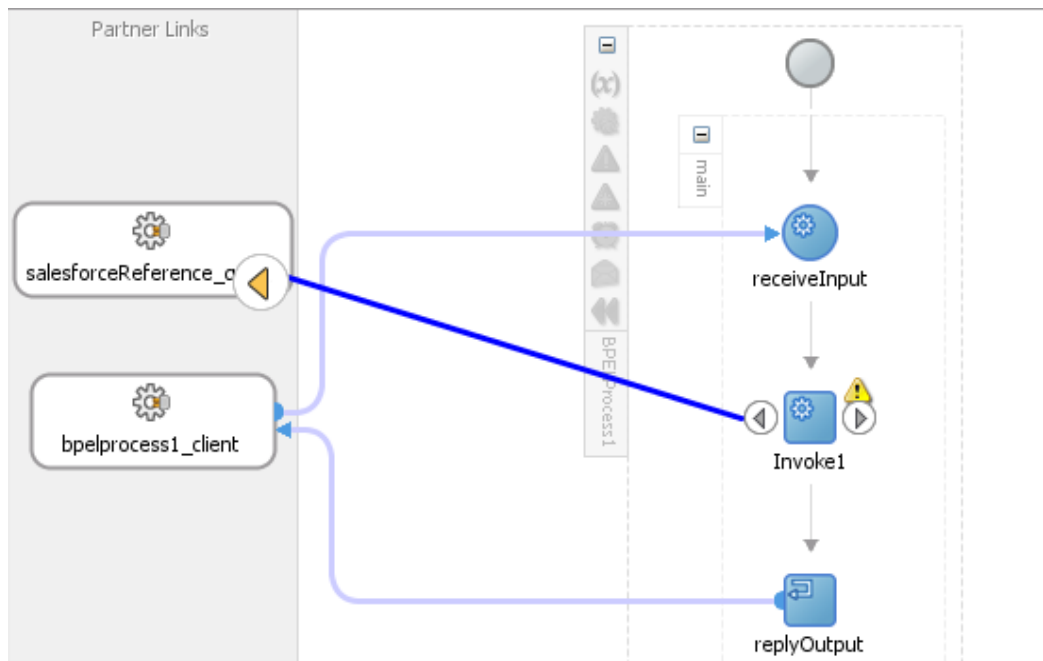 Partner Links
(x)
main
salesforceReference_
receiveInput
BPELProcess1
bpelprocess1_client
Invoke1
replyOutput